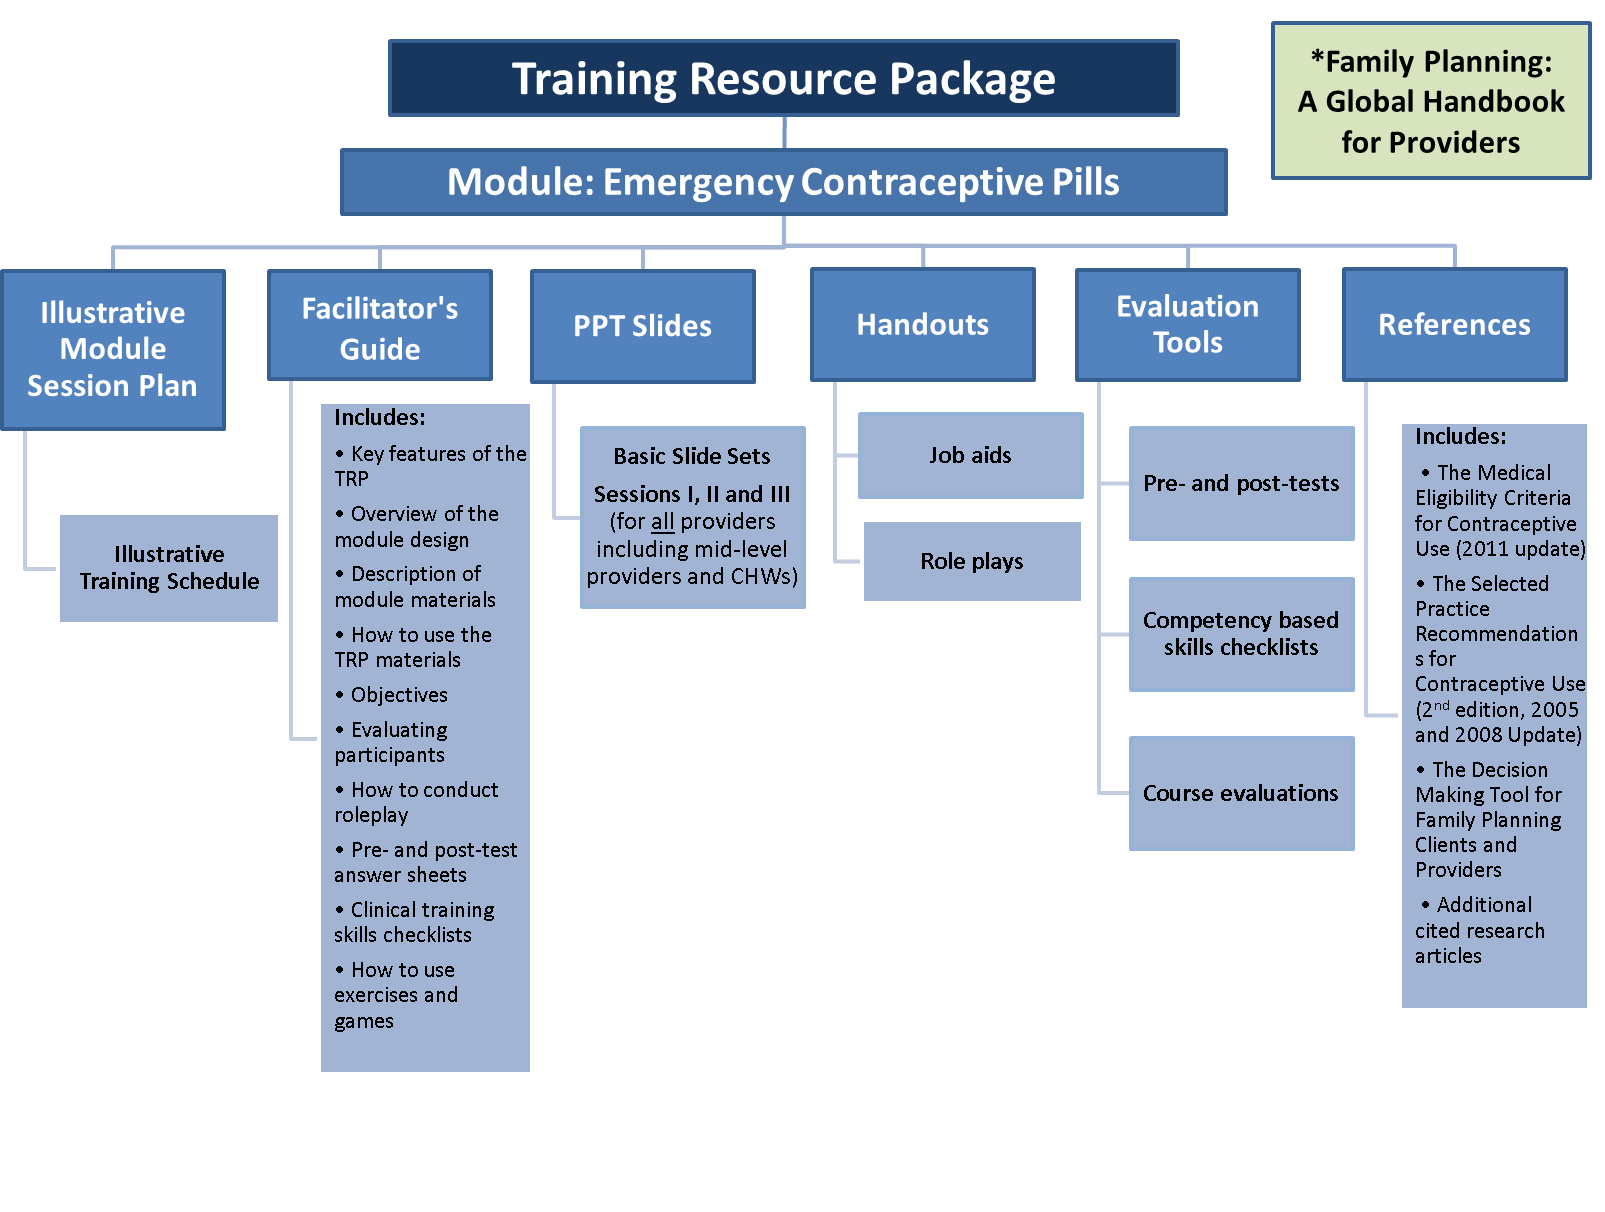 Training Resource Package
*Family Planning:
A Global Handbook
for Providers
Module: Emergency Contraceptive Pills
Illustrative
Module
Session Plan
Illustrative
Training Schedule
Facilitator's
Guide
Includes:
• Key features of the
TRP
• Overview of the
module design
• Description of
module materials
• How to use the
TRP materials
• Objectives
• Evaluating
participants
• How to conduct
roleplay
• Pre- and post-test
answer sheets
• Clinical training
skills checklists
• How to use
exercises and
games
PPT Slides
Basic Slide Sets
Sessions I, II and III
(for all providers
including mid-level
providers and CHWs)
Handouts
Job aids
Role plays
Evaluation
Tools
Pre- and post-tests
Competency based
skills checklists
Course evaluations
References
Includes:
• The Medical
Eligibility Criteria
for Contraceptive
Use (2011 update)
• The Selected
Practice
Recommendation
s for
Contraceptive Use
(2nd edition, 2005
and 2008 Update)
• The Decision
Making Tool for
Family Planning
Clients and
Providers
• Additional
cited research
articles